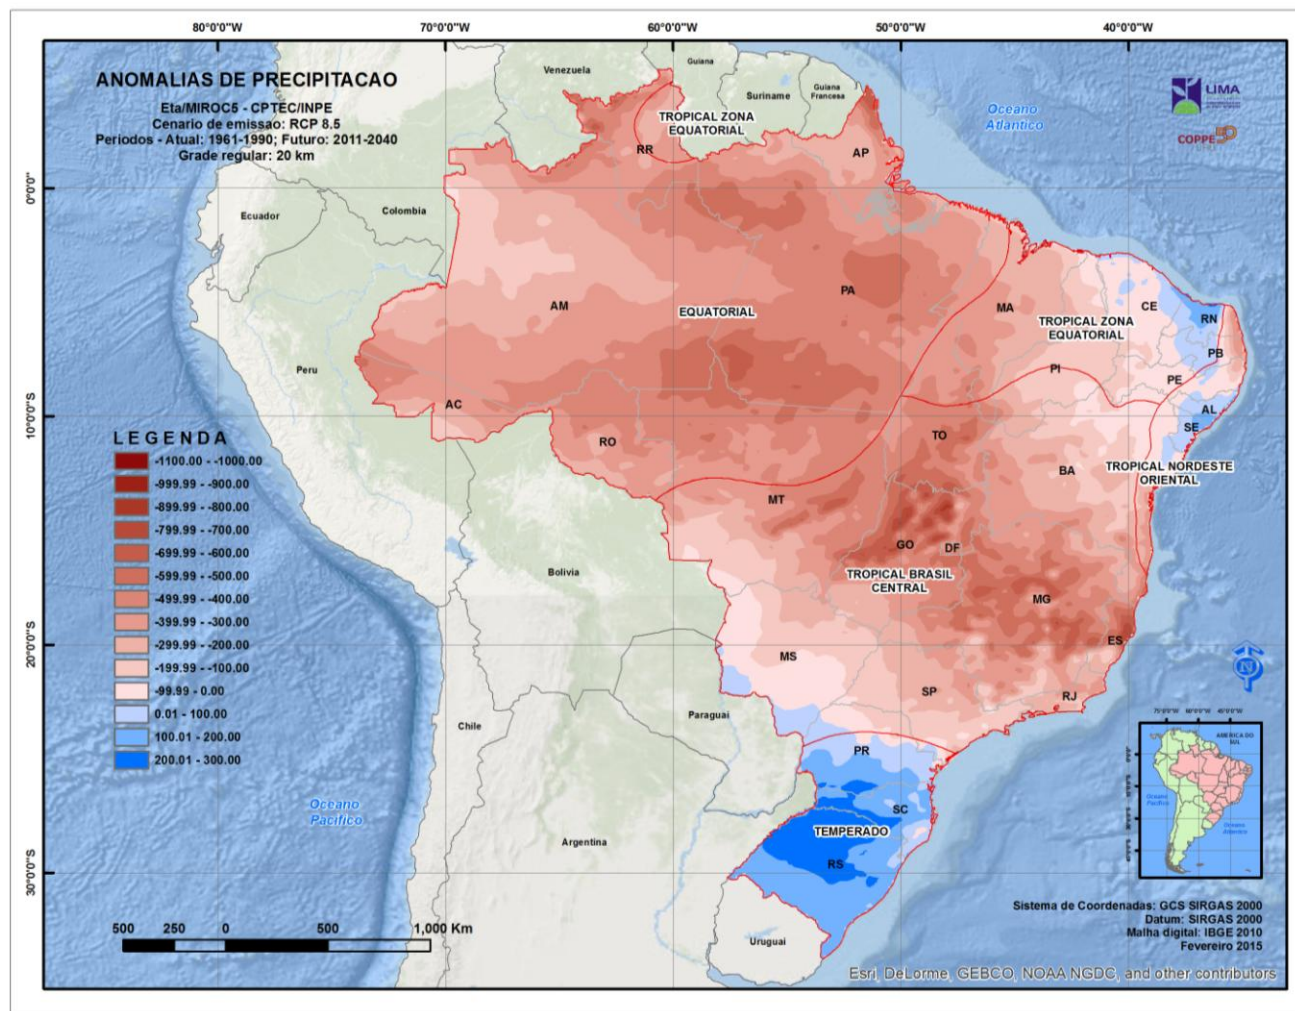 80°0'0"W
70°0'0"W
60°0'0"W
50°0'0"W
40°0'0"W
ANOMALIAS DE PRECIPITACAO
Eta/MIROC5 - CPTEC/INPE
Cenario de emissao: RCP 8.5
Periodos - Atual: 1961-1990; Futuro: 2011-2040
Grade regular: 20 km
Venezuela
Guiana
Suriname
Guiana
Francesa
Oceano
Atlântico
LIMA
COPPE
TROPICAL ZONA
EQUATORIAL
RR
AP
0°0'0"
Ecuador
Colombia
AM
EQUATORIAL
PA
MA
TROPICAL ZONA
EQUATORIAL
CE
RN
PB
PI
PE
Peru
AC
RO
TO
AL
SE
BA
TROPICAL NORDESTE
ORIENTAL
10°0'0"S
LEGENDA
-1100.00 - -1000.00
-999.99 - -900.00
-899.99 - -800.00
-799.99 - -700.00
-699.99 - -600.00
-599.99 - -500.00
-499.99 - -400.00
-399.99 - -300.00
-299.99 - -200.00
-199.99 - -100.00
-99.99 - 0.00
0.01 - 100.00
100.01 - 200.00
200.01 - 300.00
MT
GO
DF
Bolivia
TROPICAL BRASIL
CENTRAL
MG
ES
20°0'0"S
MS
SP
RJ
N
Paraguai
Chile
PR
SC
TEMPERADO
RS
Oceano
Pacifico
Argentina
30°0'0"S
Uruguai
AMERICA DO
SUL
Oceano
Pacifico
Oceano
Atlantico
500 250 0 500 1,000 Km
Sistema de Coordenadas: GCS SIRGAS 2000
Datum: SIRGAS 2000
Malha digital: IBGE 2010
Fevereiro 2015
Esri, DeLorme, GEBCO, NOAA NGDC, and other contributors